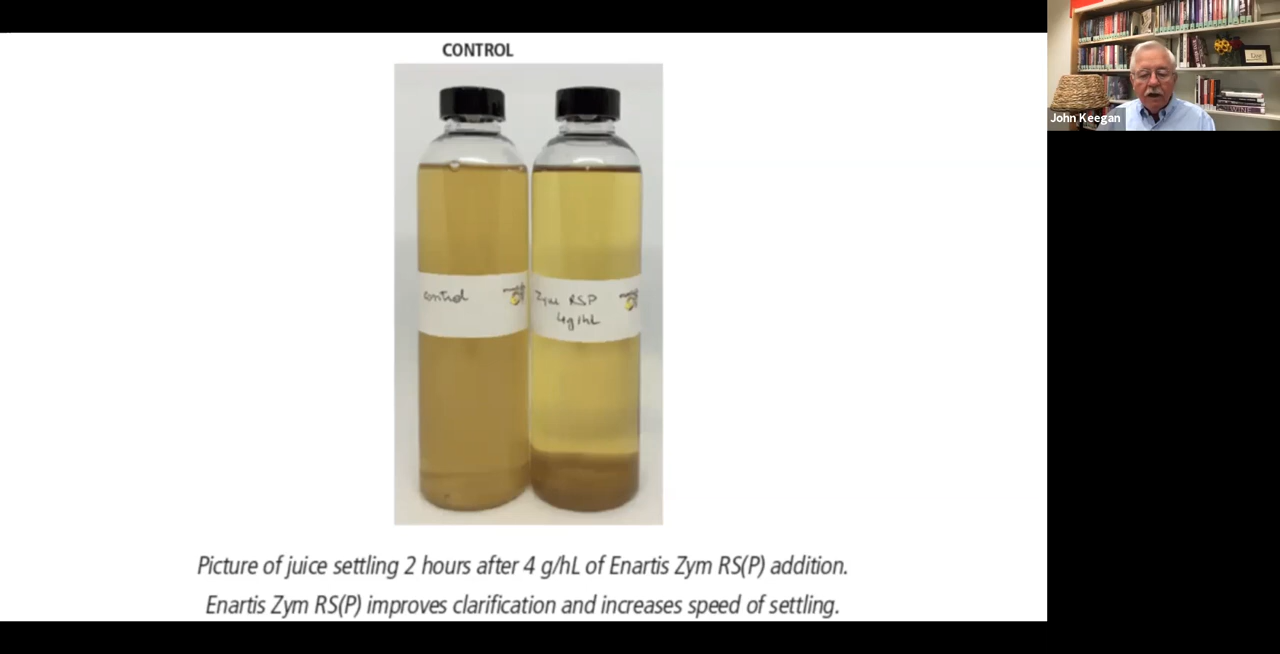 CONTROL
control
Zym RSP
4g/hL
Picture of juice settling 2 hours after 4 g/hL of Enartis Zym RS(P) addition.
Enartis Zym RS(P) improves clarification and increases speed of settling.
John Keegan
WINE